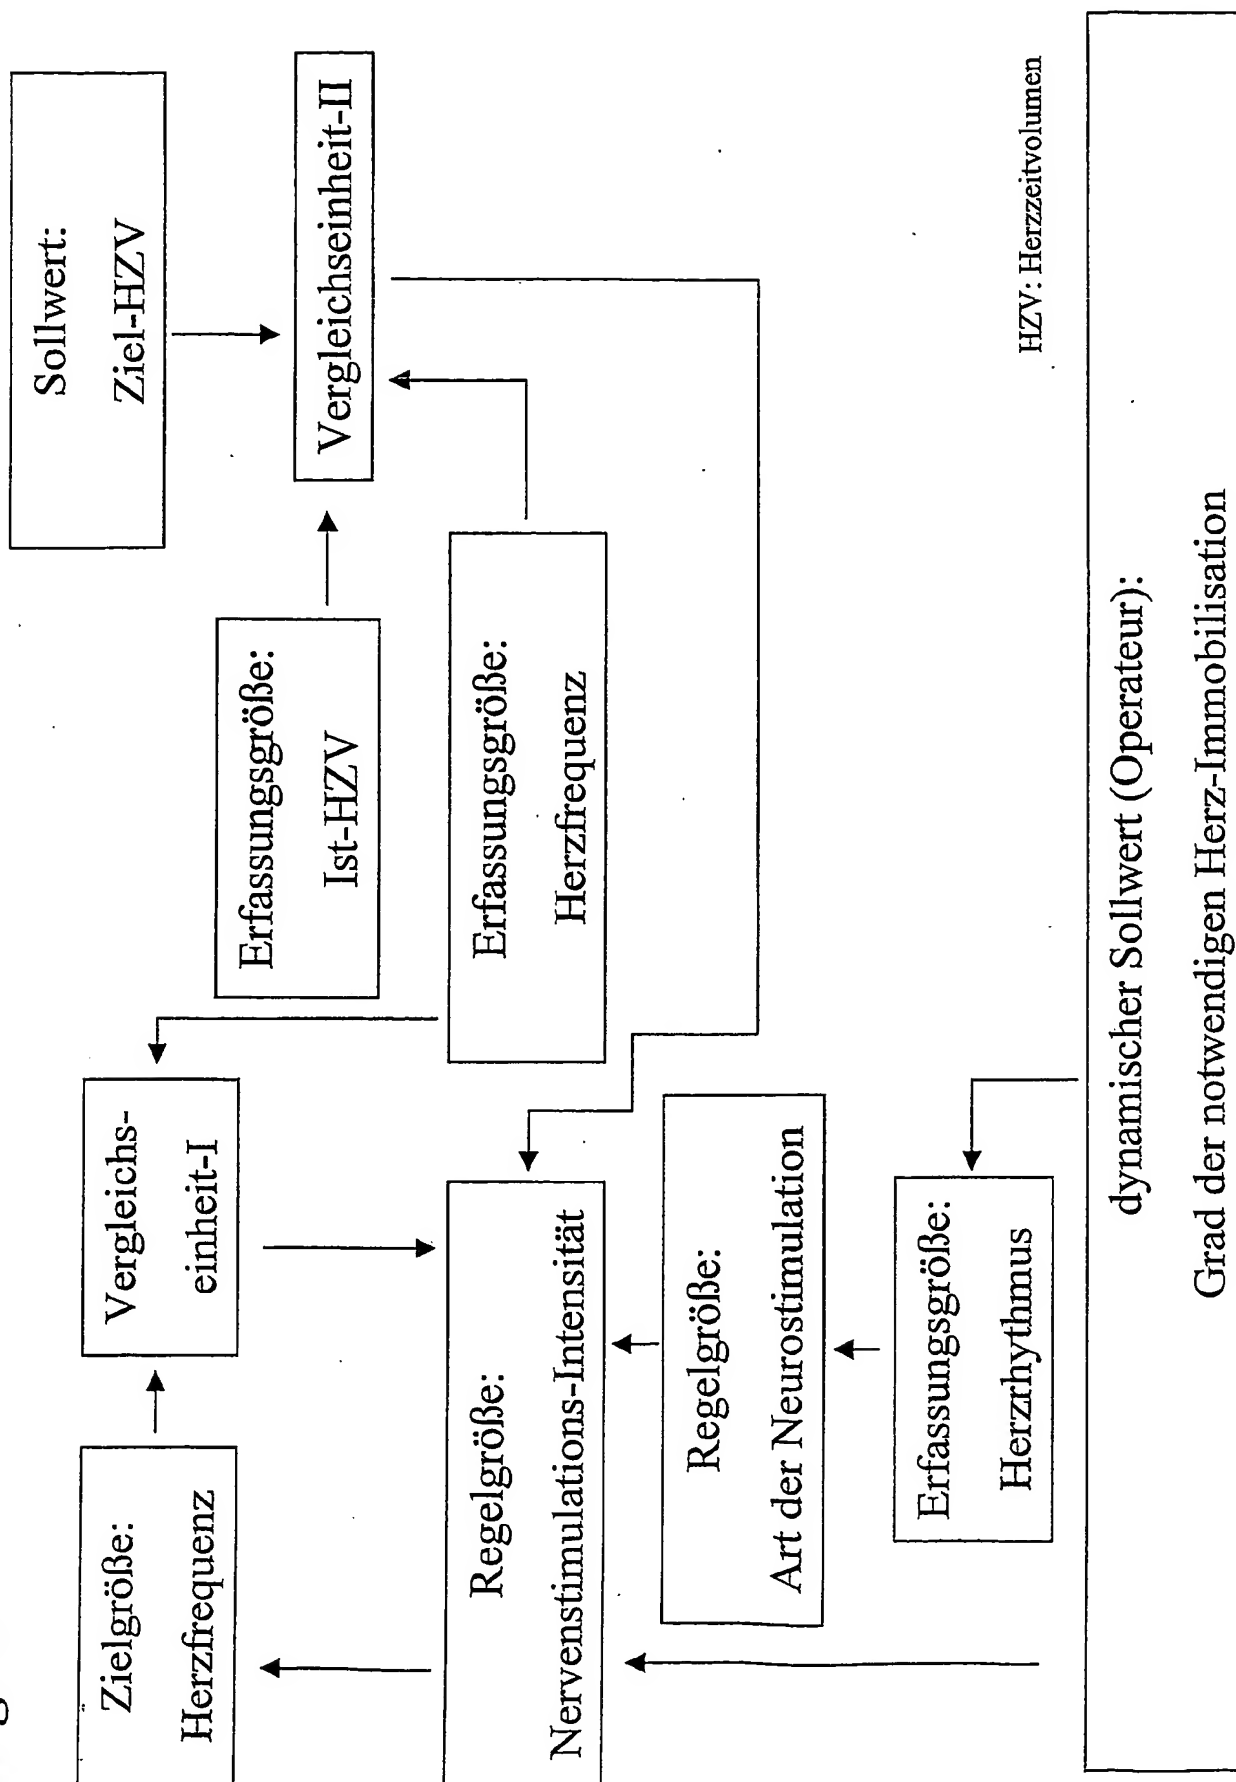 Zielgröße:
Herzfrequenz
Vergleichs-
einheit-I
Sollwert:
Ziel-HZV
Erfassungsgröße:
Ist-HZV
Vergleichseinheit-II
Regelgröße:
Nervenstimulations-Intensität
Erfassungsgröße:
Herzfrequenz
Regelgröße:
Art der Neurostimulation
Erfassungsgröße:
Herzrhythmus
HZV: Herzzeitvolumen
dynamischer Sollwert (Operateur):
Grad der notwendigen Herz-Immobilisation